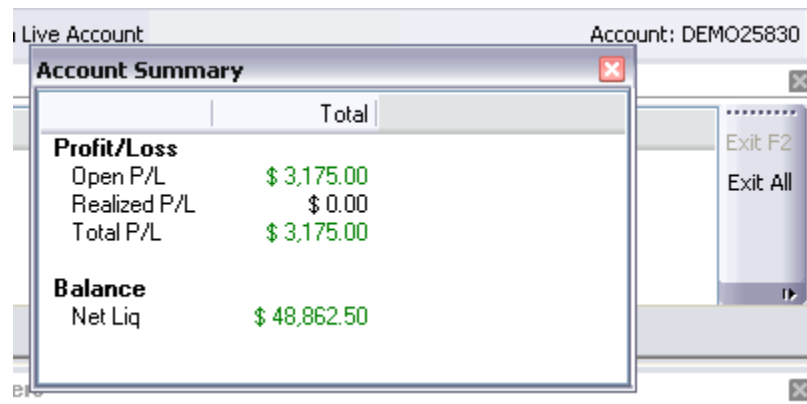 Live Account
Account: DEMO25830
Account Summary
Total
Exit F2
Profit/Loss
Open P/L $ 3,175.00
Exit All
Realized P/L $ 0.00
Total P/L $ 3,175.00
Balance
Net Liq $ 48,862.50